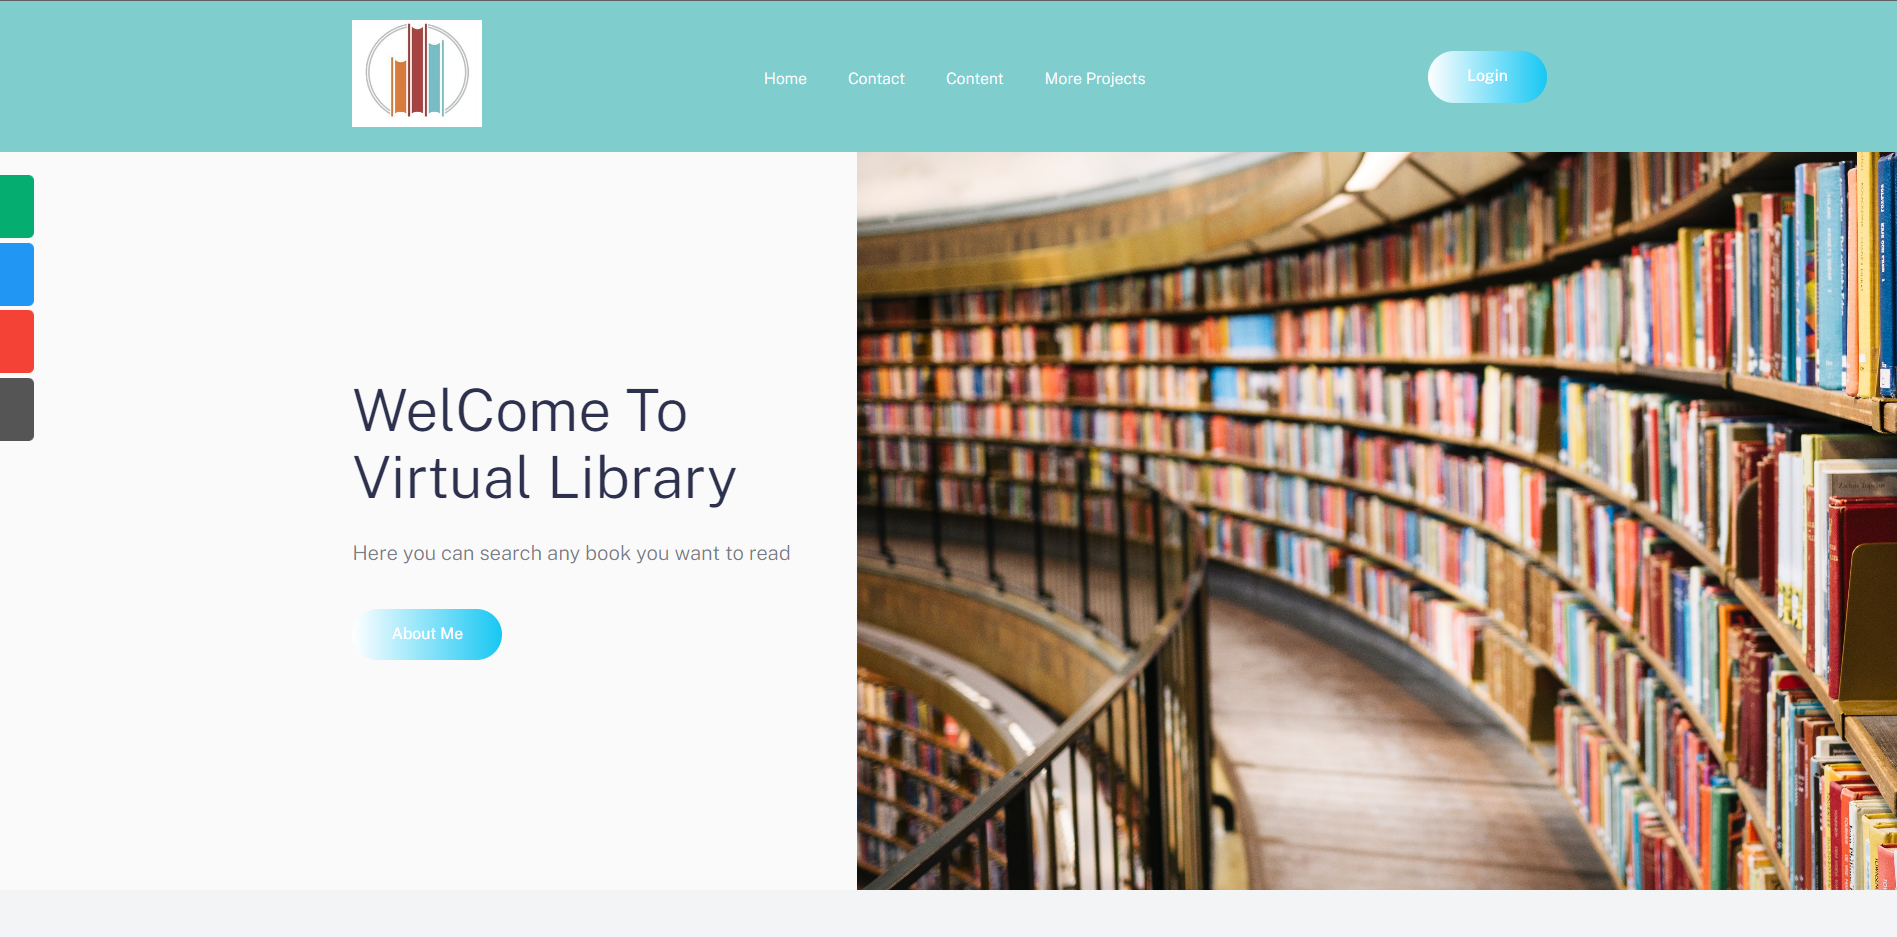 Home
Contact
Content
More Projects
Login
WelCome To
Virtual Library
Here you can search any book you want to read
About Me